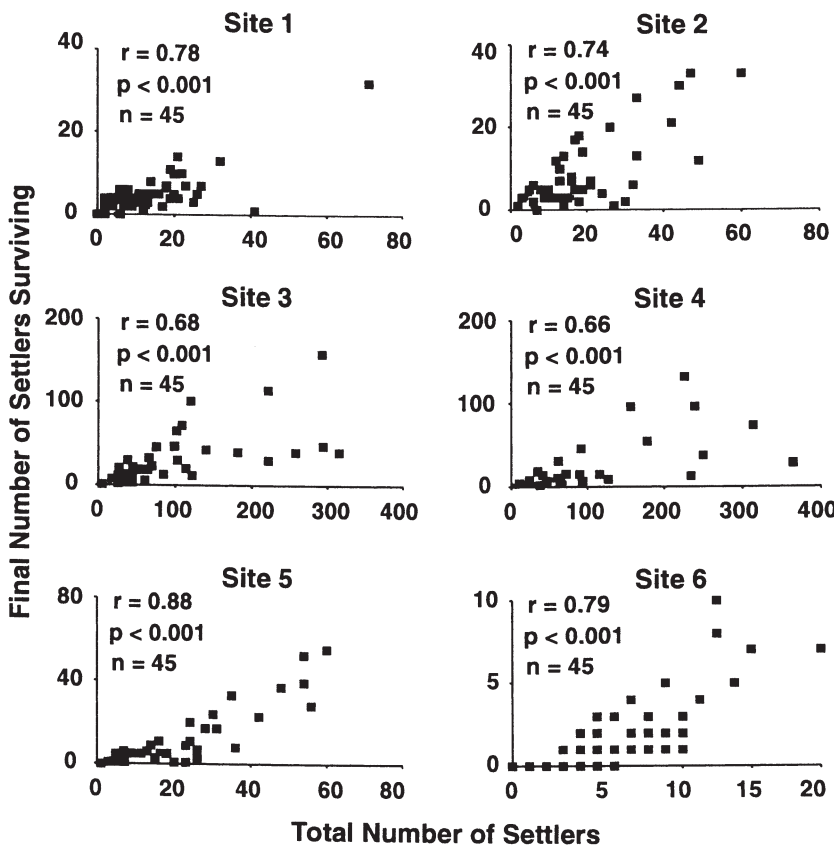 Site 1
r = 0.78
p < 0.001
n = 45
40
20
0
0 20 40 60 80
Site 2
r = 0.74
p < 0.001
n = 45
40
20
0
0 20 40 60 80
Site 3
r = 0.68
p < 0.001
n = 45
200
100
0
0 100 200 300 400
Site 4
r = 0.66
p < 0.001
n = 45
200
100
0
0 100 200 300 400
Site 5
r = 0.88
p < 0.001
n = 45
80
40
0
0 20 40 60 80
Site 6
r = 0.79
p < 0.001
n = 45
10
5
0
0 5 10 15 20
Final Number of Settlers Surviving
Total Number of Settlers